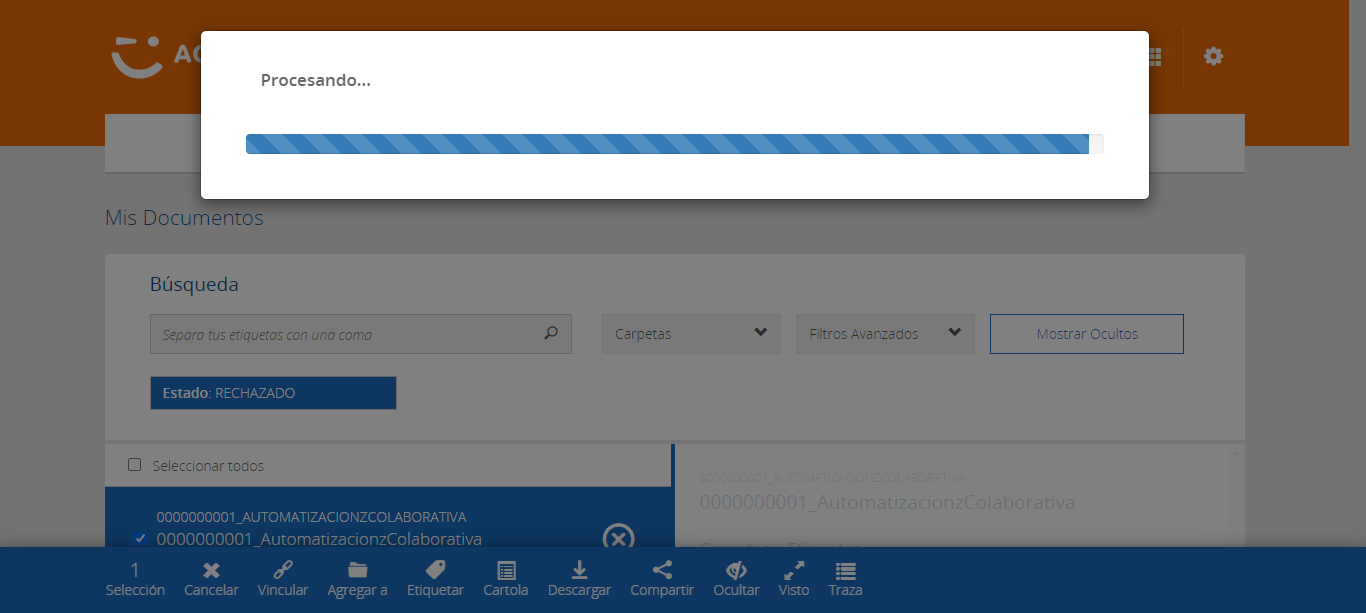 AC
Procesando...
Mis Documentos
Búsqueda
Separa tus etiquetas con una coma
Carpetas
Filtros Avanzados
Mostrar Ocultos
Estado: RECHAZADO
Seleccionar todos
0000000001_AUTOMATIZACIONZCOLABORATIVA
0000000001_AutomatizacionzColaborativa
0000000001_AUTOMATIZACIONZCOLABORATIVA
0000000001_AutomatizacionzColaborativa
1
Selección
Cancelar
Vincular
Agregar a
Etiquetar
Cartola
Descargar
Compartir
Ocultar
Visto
Traza